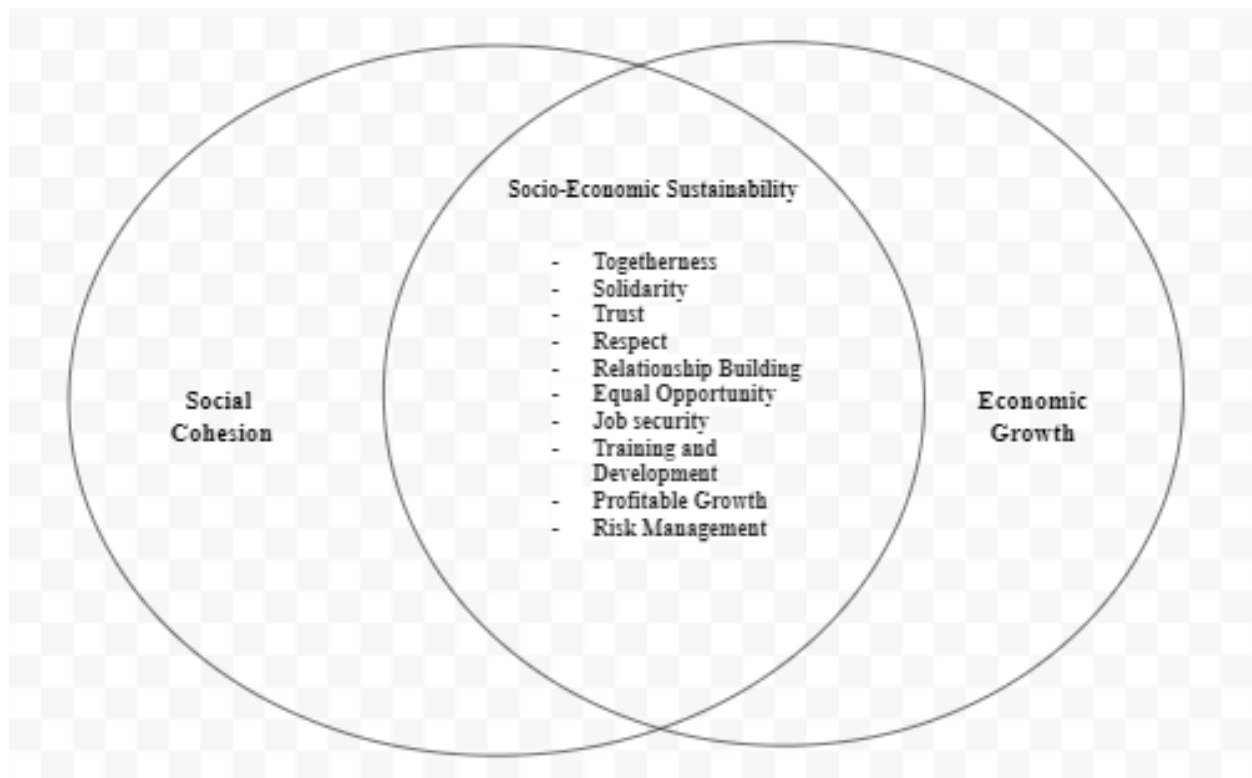 Socio-Economic Sustainability
- Togetherness
- Solidarity
- Trust
- Respect
- Relationship Building
- Equal Opportunity
- Job security
- Training and
Development
- Profitable Growth
- Risk Management
Social
Cohesion
Economic
Growth